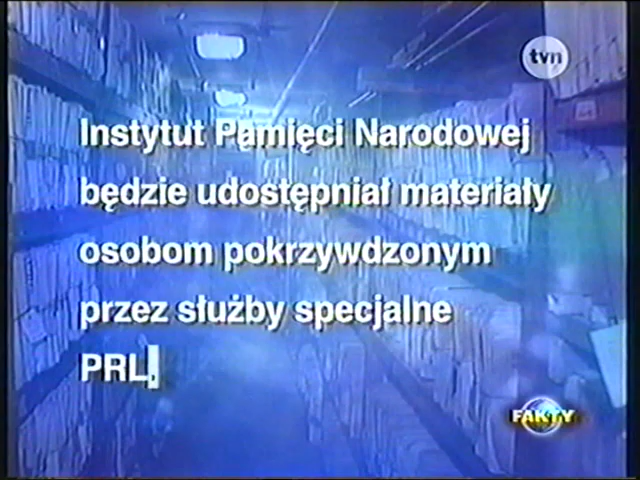 tvn
Instytut Pamięci Narodowej
będzie udostępniał materiały
osobom pokrzywdzonym
przez służby specjalne
PRL,
FAKTY